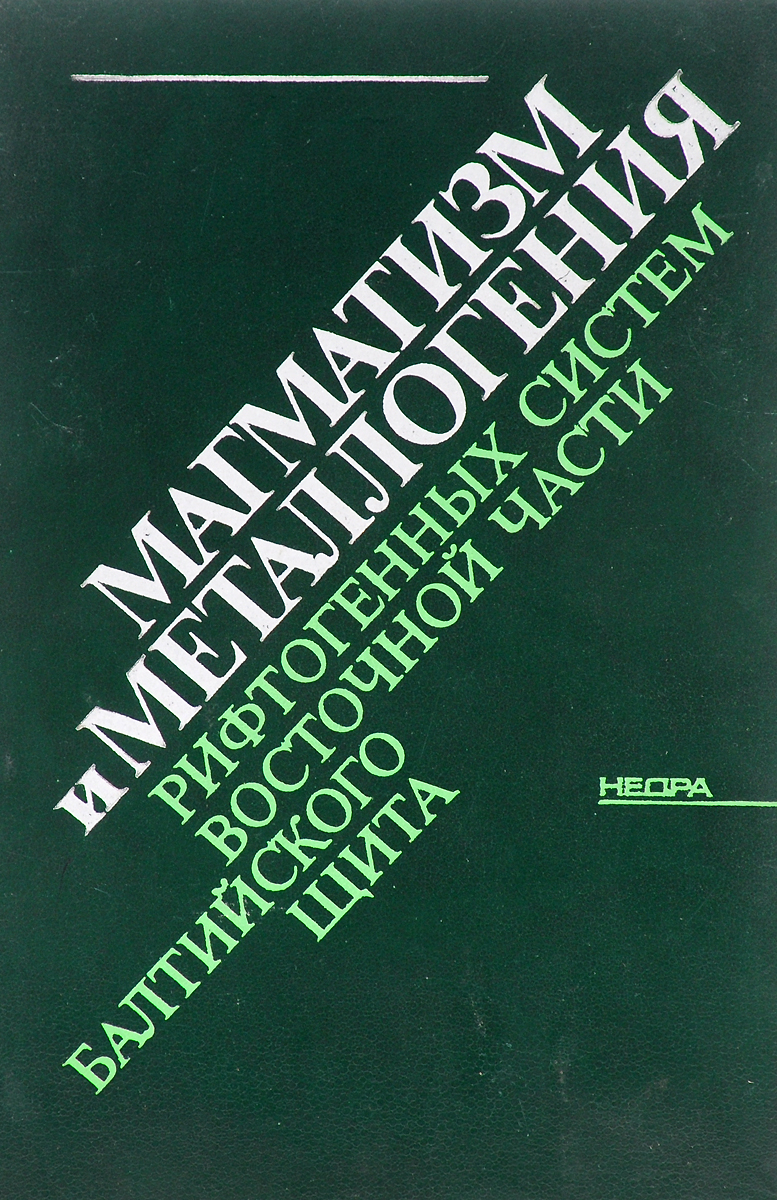 МАГМАТИЗМ
и МЕТАЛЛОГЕНИЯ
РИФТОГЕННЫХ СИСТЕМ
ВОСТОЧНОЙ ЧАСТИ
БАЛТИЙСКОГО
ЩИТА
НЕДРА